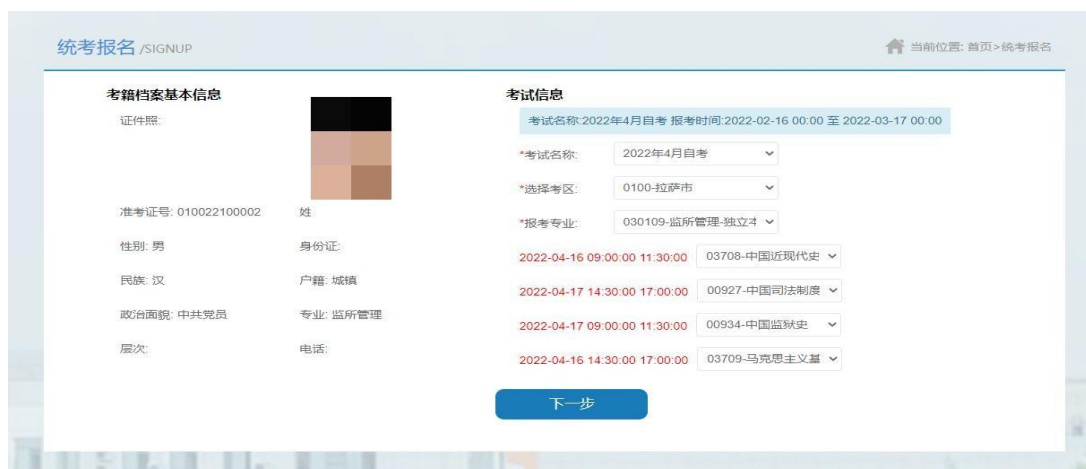 统考报名 /SIGNUP
当前位置: 首页>统考报名
考籍档案基本信息
证件照:
准考证号: 010022100002 姓
性别: 男 身份证:
民族: 汉 户籍: 城镇
政治面貌: 中共党员 专业: 监所管理
层次: 电话:
考试信息
考试名称:2022年4月自考 报考时间:2022-02-16 00:00 至 2022-03-17 00:00
*考试名称: 2022年4月自考
*选择考区: 0100-拉萨市
*报考专业: 030109-监所管理-独立本
2022-04-16 09:00:00 11:30:00 03708-中国近现代史
2022-04-17 14:30:00 17:00:00 00927-中国司法制度
2022-04-17 09:00:00 11:30:00 00934-中国监狱史
2022-04-16 14:30:00 17:00:00 03709-马克思主义基
下一步